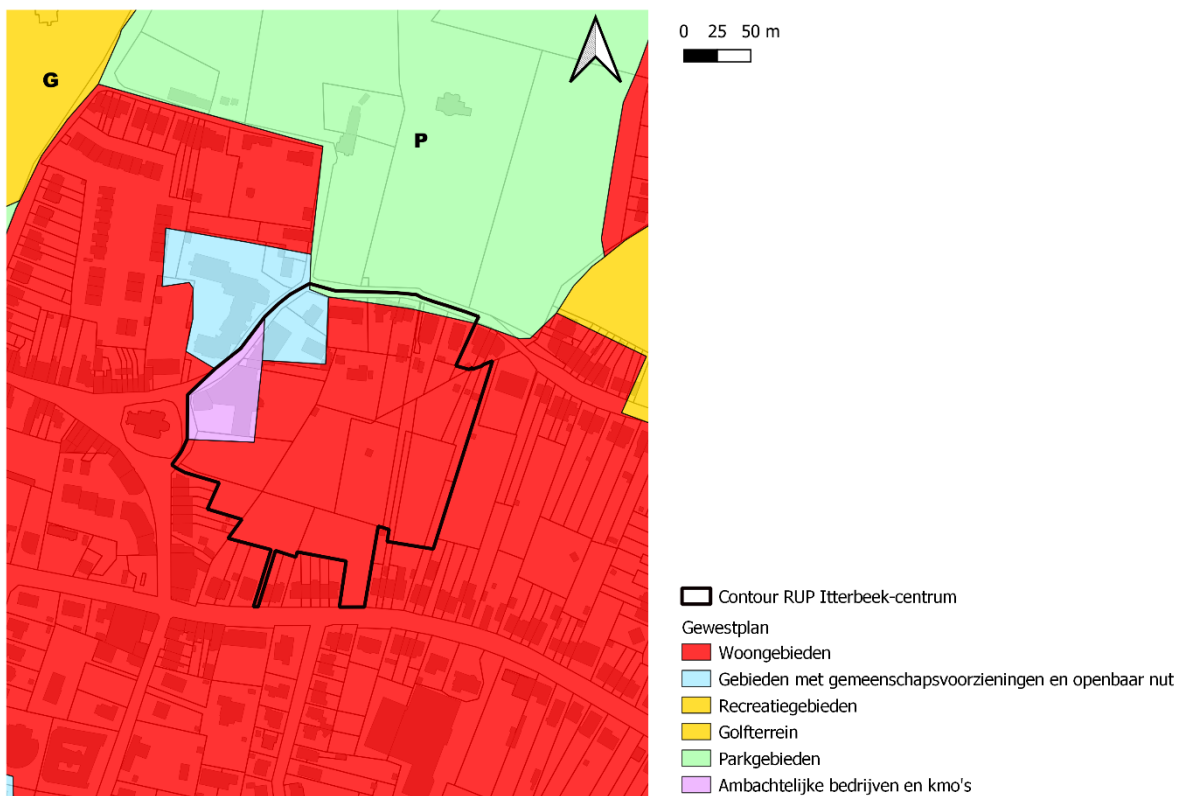 G
P
0 25 50 m
Contour RUP Itterbeek-centrum
Gewestplan
Woongebieden
Gebieden met gemeenschapsvoorzieningen en openbaar nut
Recreatiegebieden
Golfterrein
Parkgebieden
Ambachtelijke bedrijven en kmo's